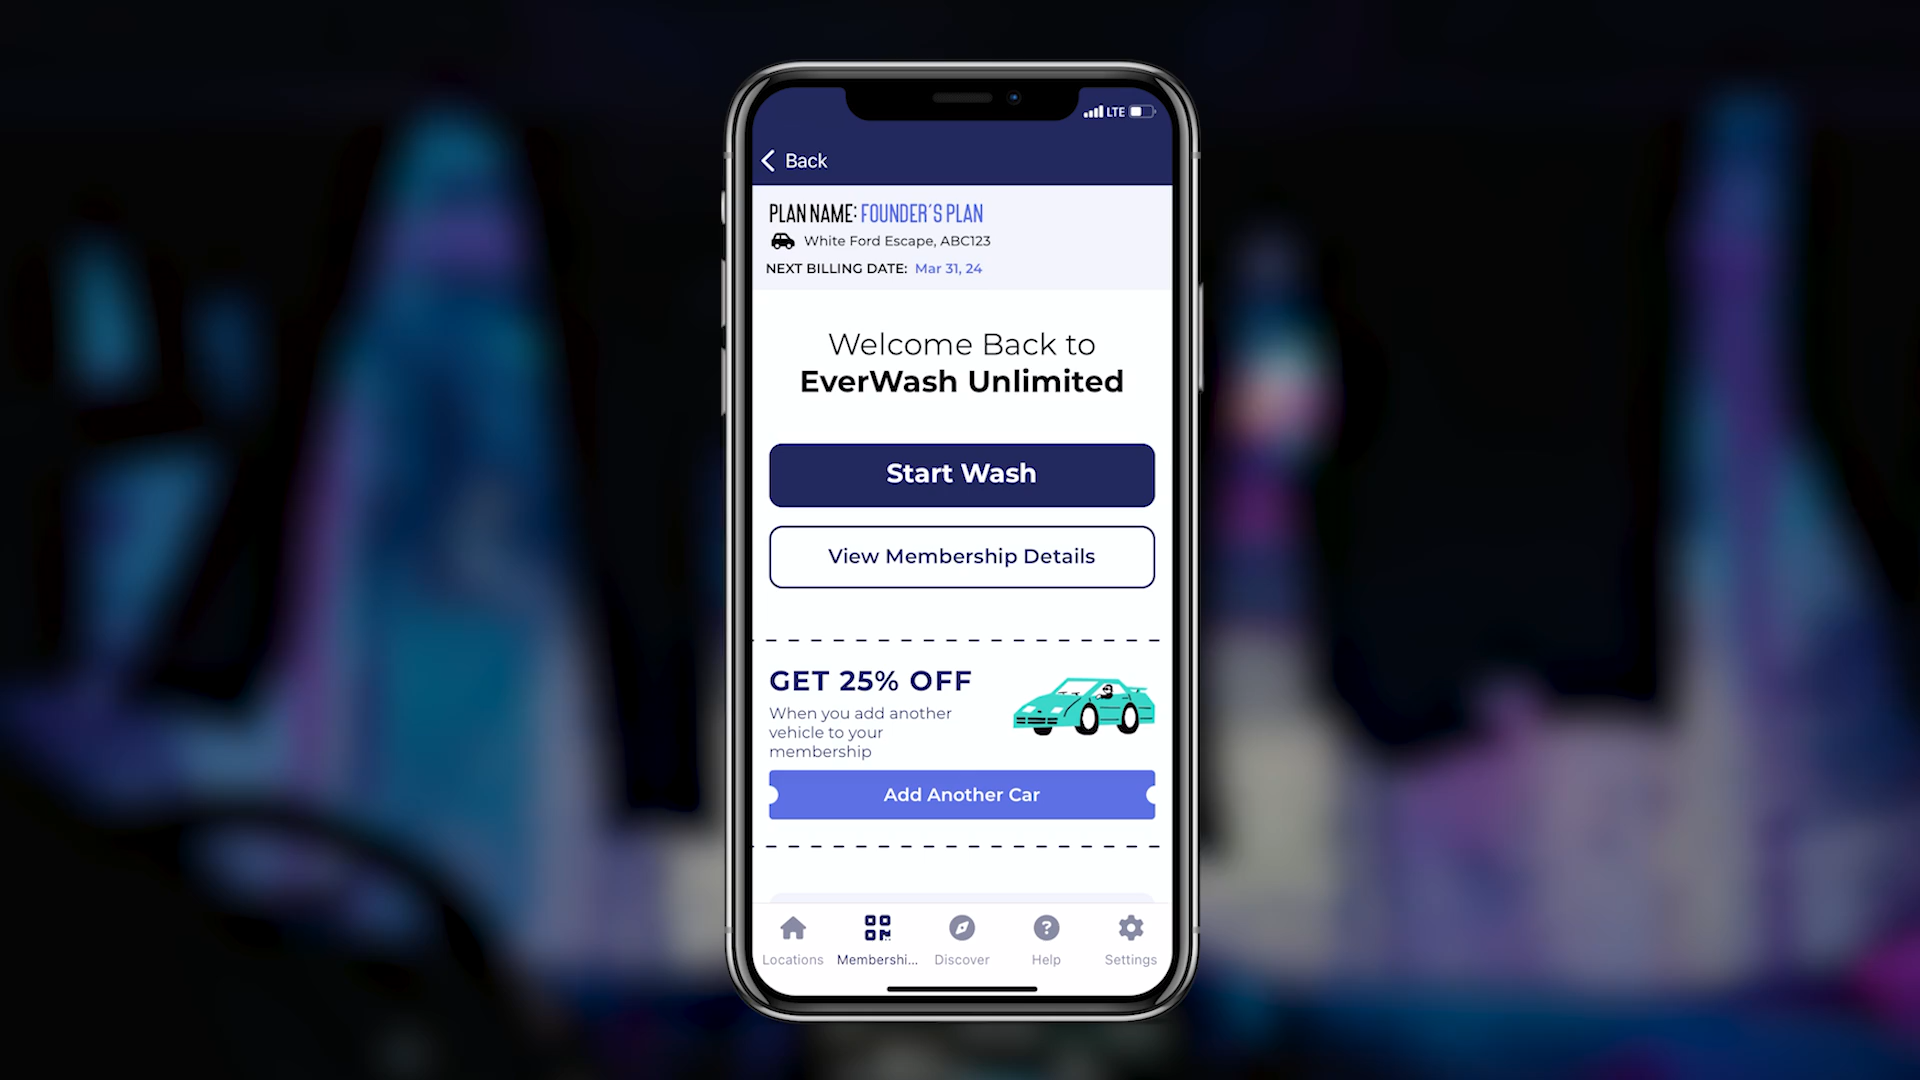 LTE
Back
PLAN NAME: FOUNDER'S PLAN
White Ford Escape, ABC123
NEXT BILLING DATE: Mar 31, 24
Welcome Back to
EverWash Unlimited
Start Wash
View Membership Details
GET 25% OFF
When you add another
vehicle to your
membership
Add Another Car
Locations
Membershi...
Discover
Help
Settings